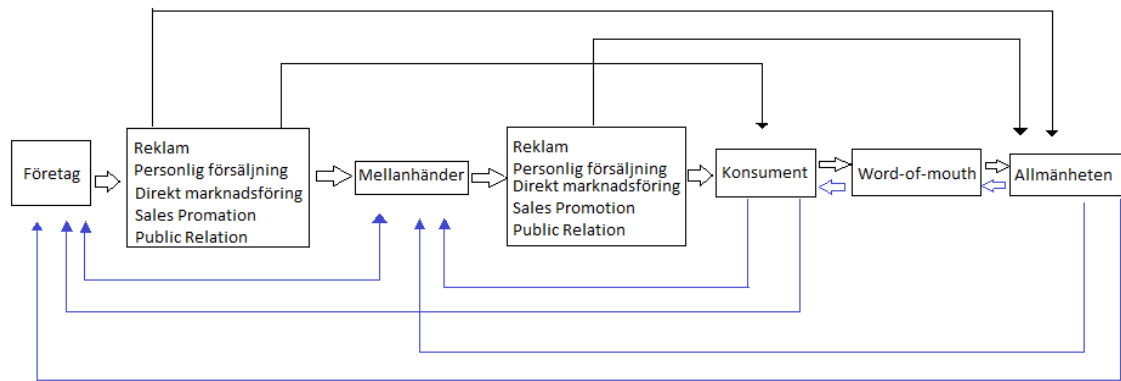 Företag
Reklam
Personlig försäljning
Direkt marknadsföring
Sales Promation
Public Relation
Mellanhänder
Reklam
Personlig försäljning
Direkt marknadsföring
Sales Promotion
Public Relation
Konsument
Word-of-mouth
Allmänheten